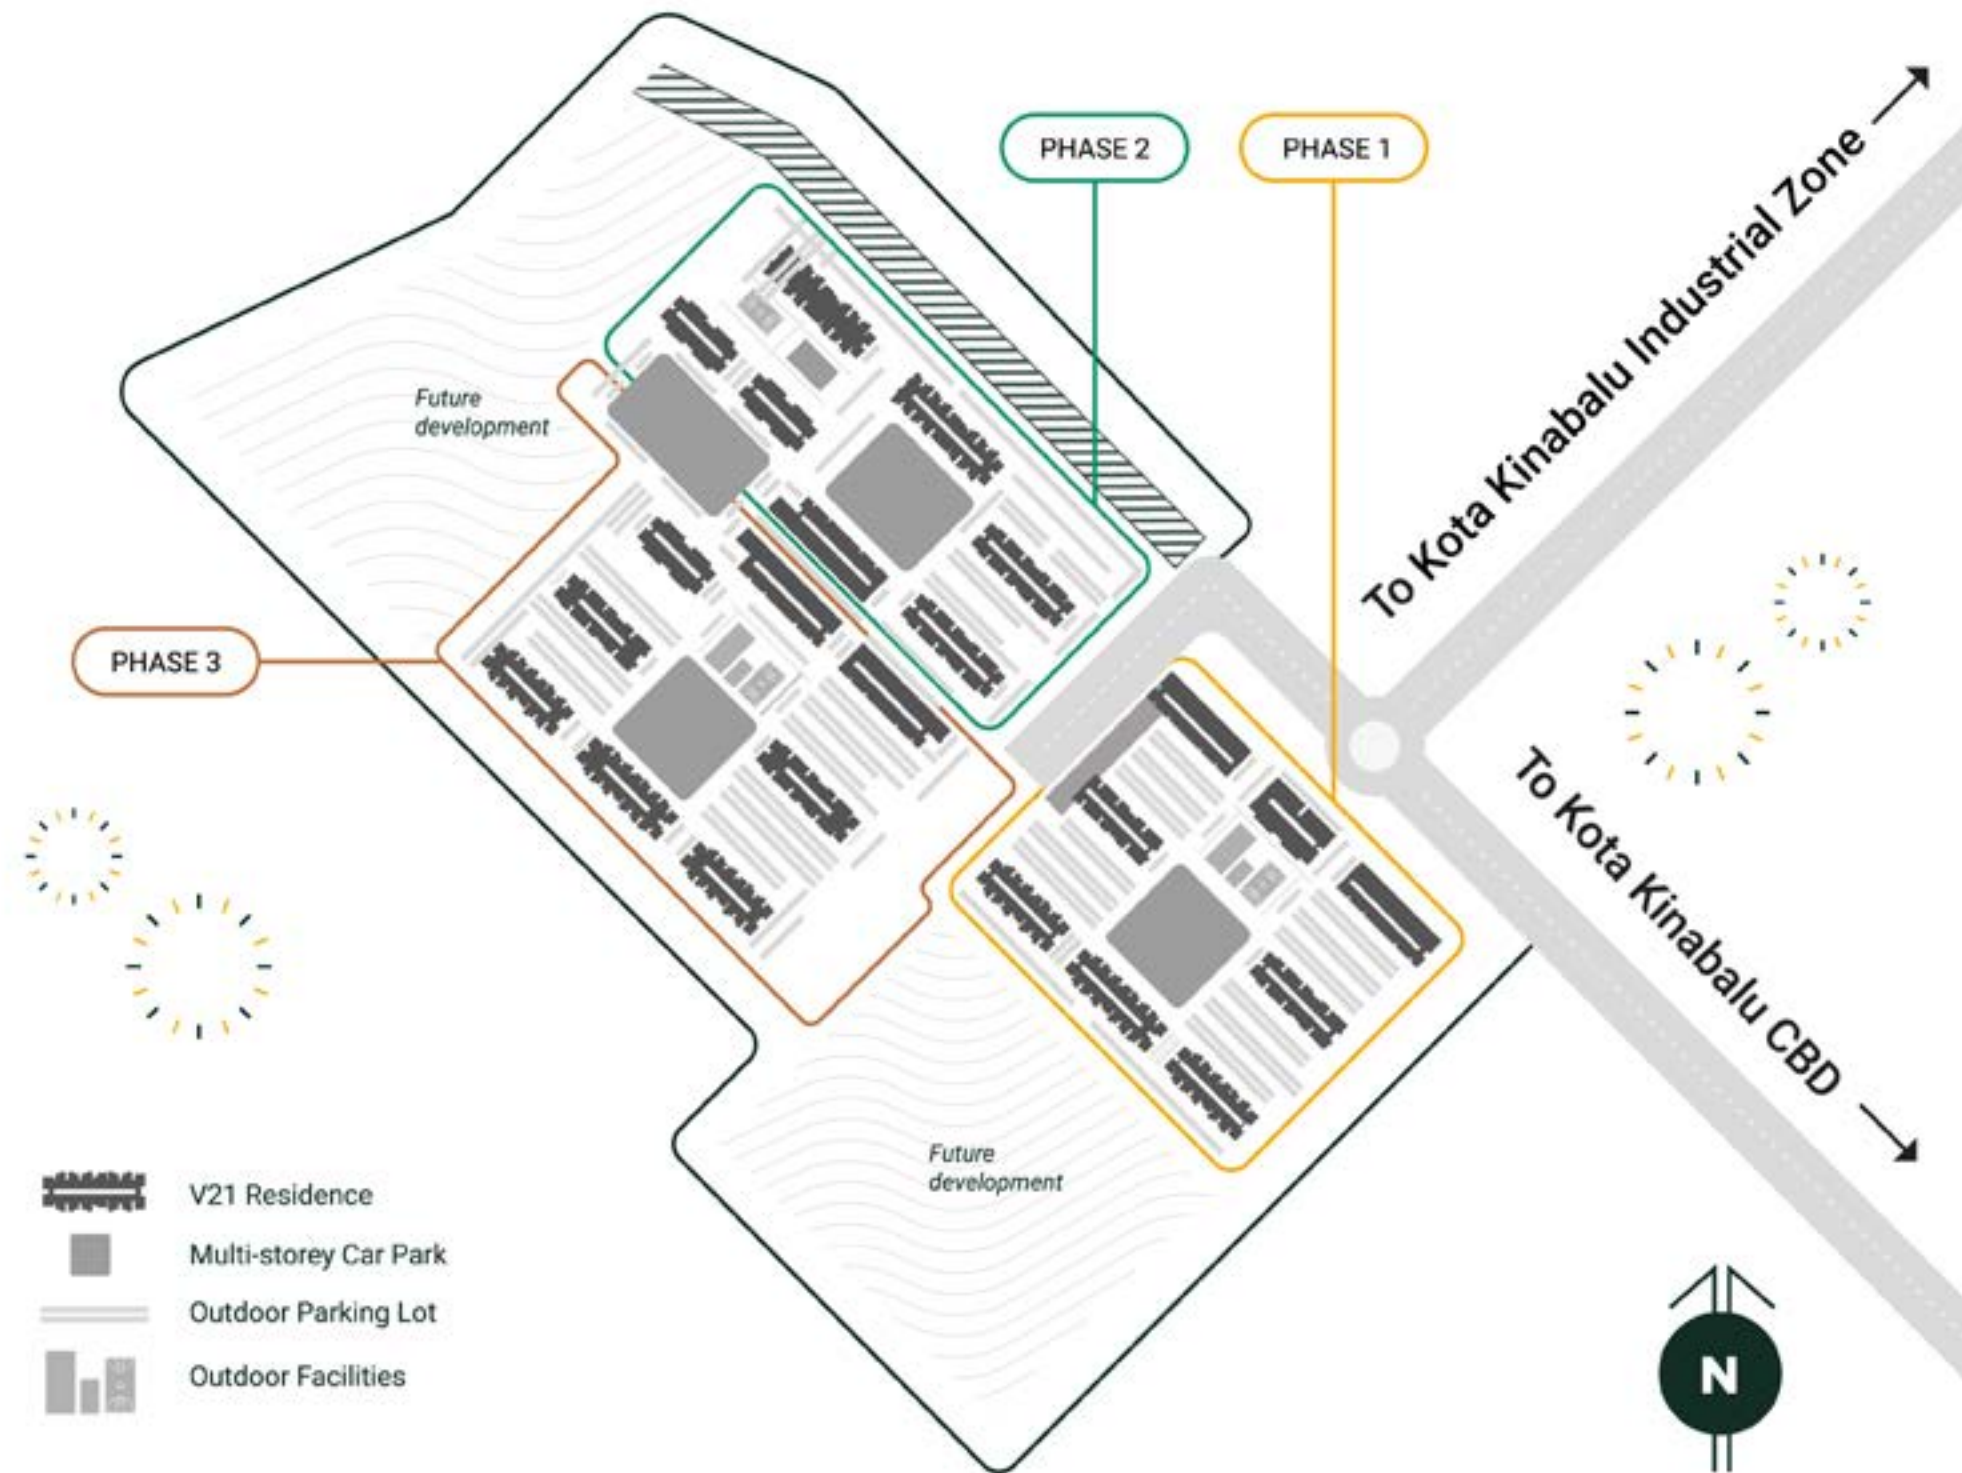 PHASE 2
PHASE 1
To Kota Kinabalu Industrial Zone
Future
development
PHASE 3
To Kota Kinabalu CBD
Future
development
V21 Residence
Multi-storey Car Park
Outdoor Parking Lot
Outdoor Facilities
N